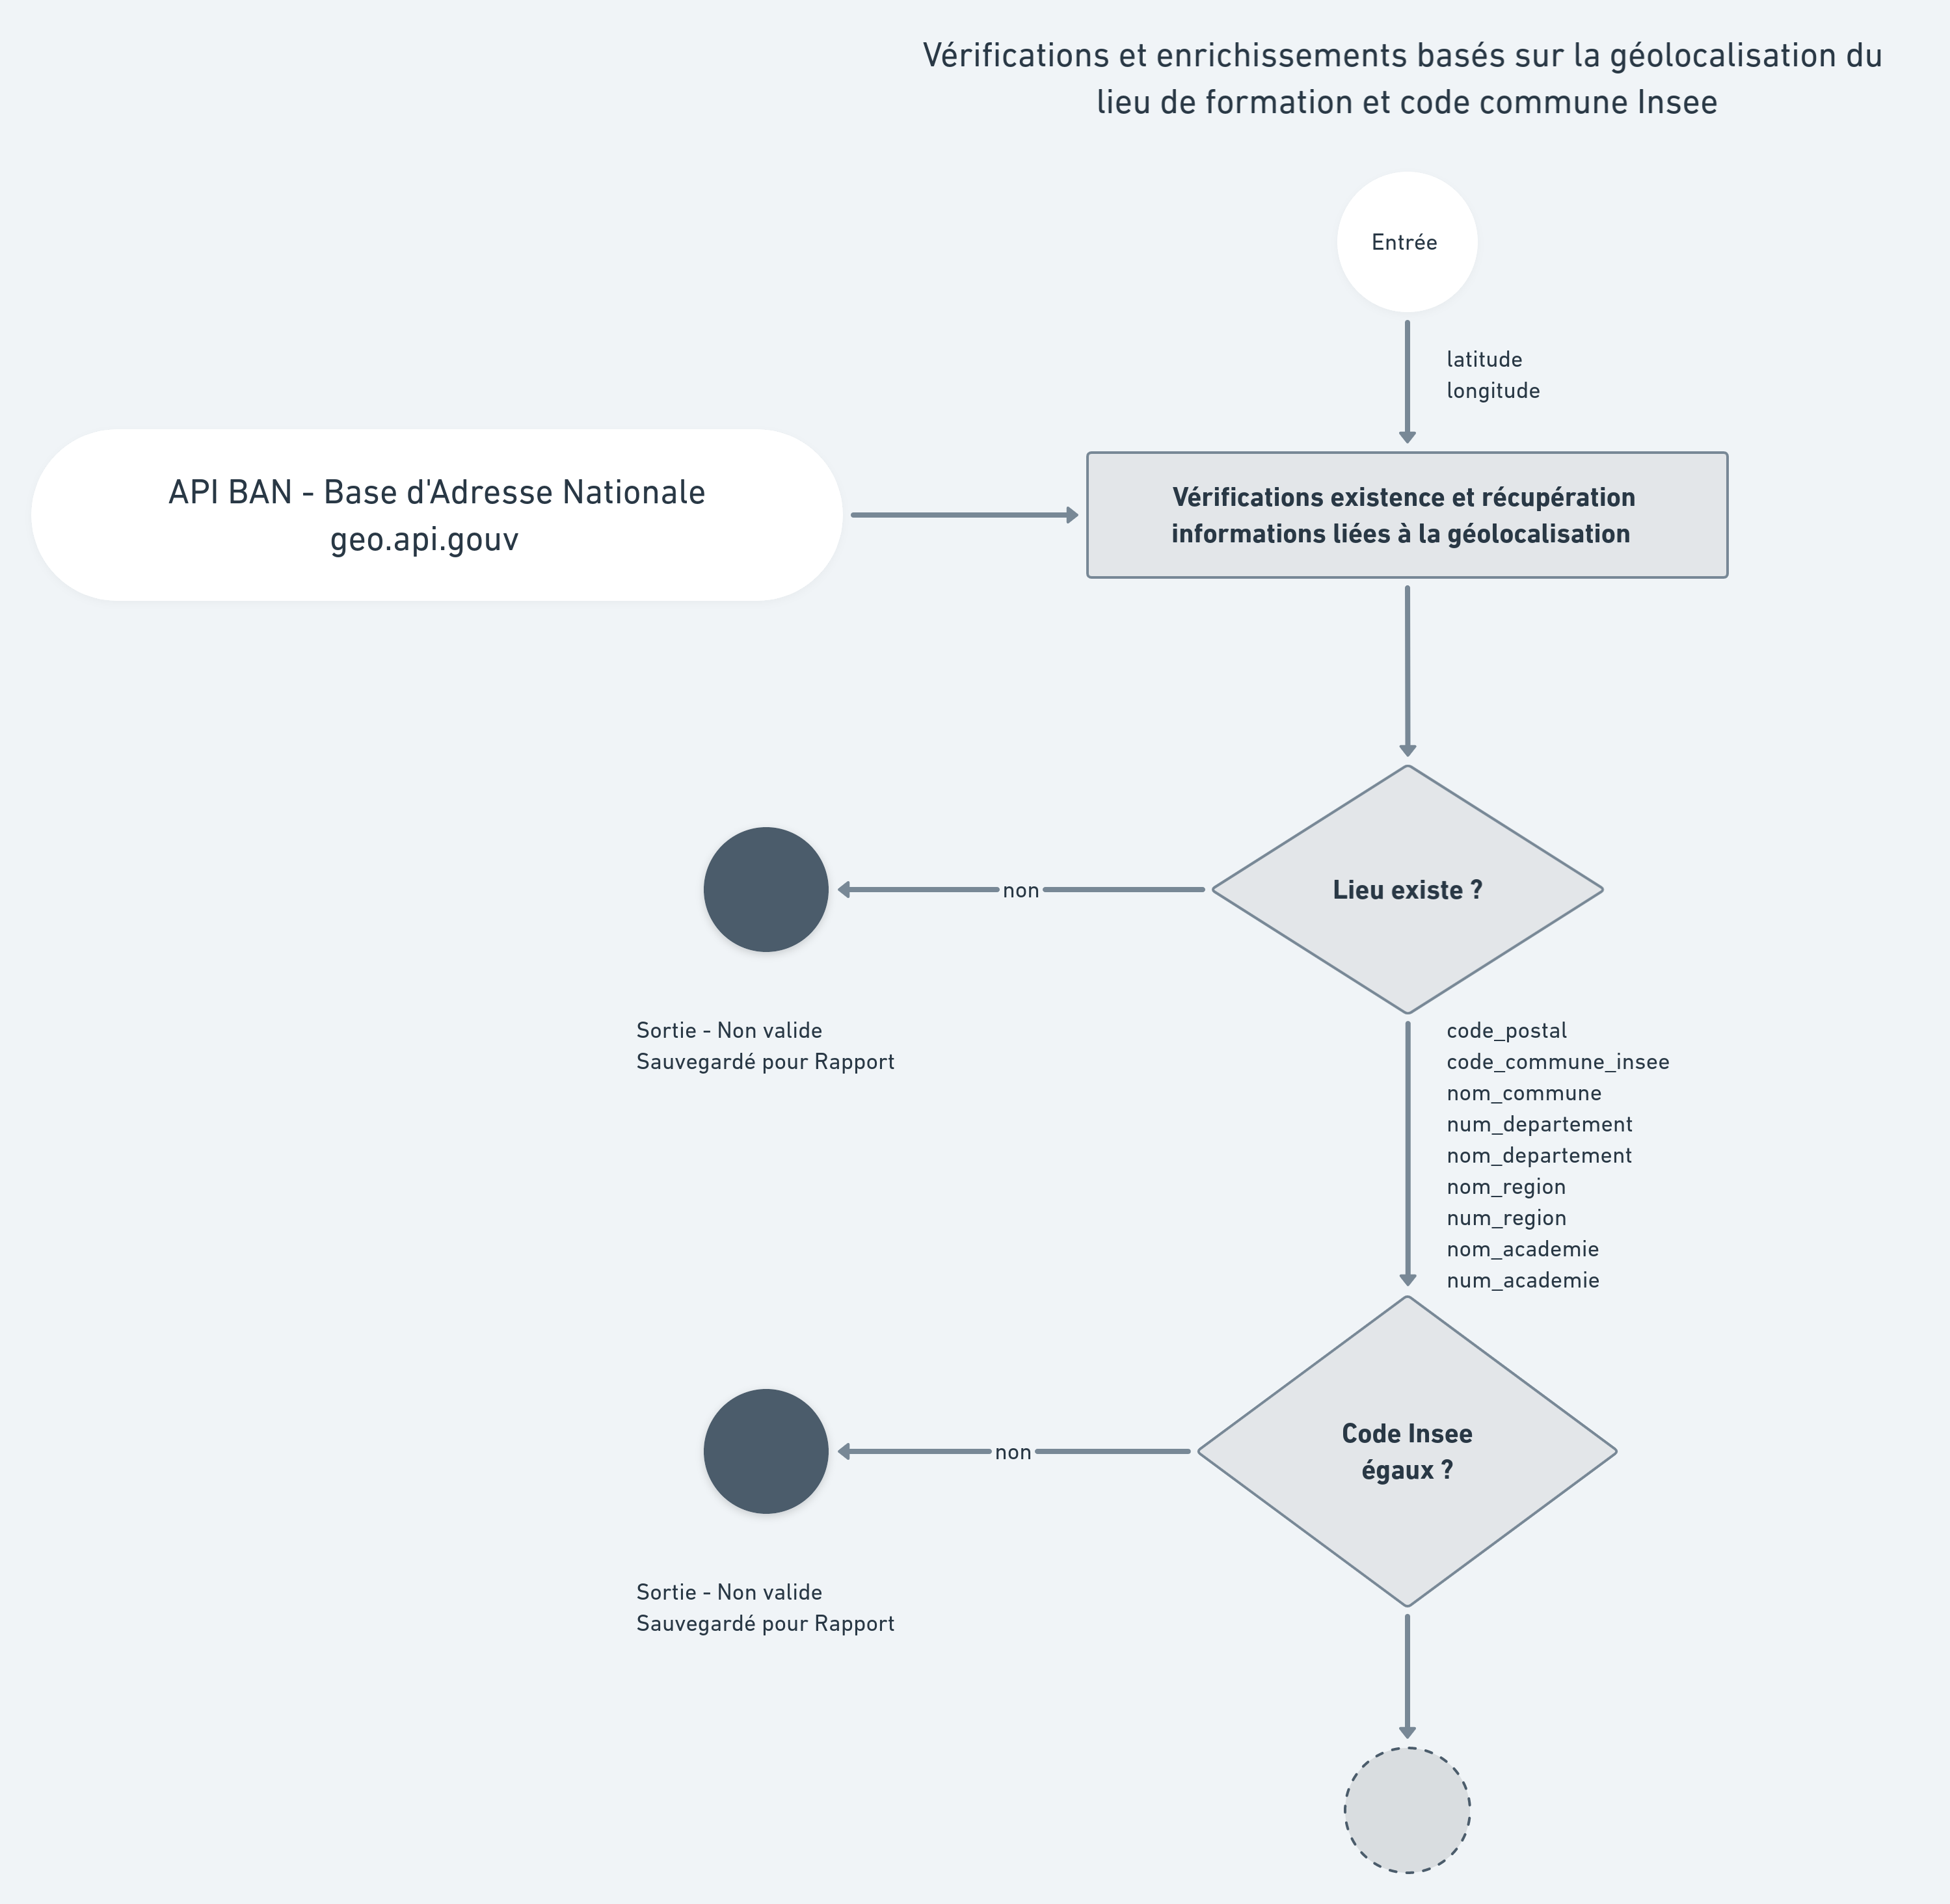 Vérifications et enrichissements basés sur la géolocalisation du
lieu de formation et code commune Insee
Entrée
latitude
longitude
API BAN - Base d'Adresse Nationale
geo.api.gouv
Vérifications existence et récupération
informations liées à la géolocalisation
Lieu existe ?
non
Sortie - Non valide
Sauvegardé pour Rapport
code_postal
code_commune_insee
nom_commune
num_departement
nom_departement
nom_region
num_region
nom_academie
num_academie
Code Insee
égaux ?
non
Sortie - Non valide
Sauvegardé pour Rapport